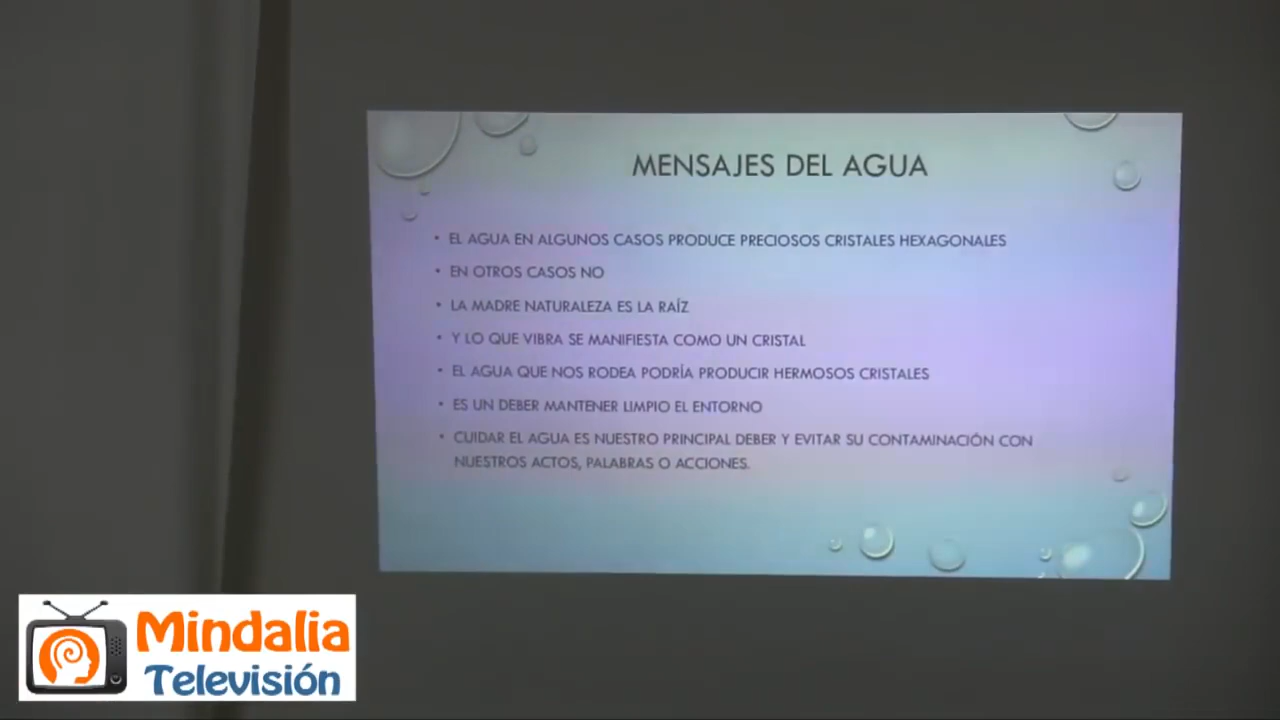 MENSAJES DEL AGUA
• EL AGUA EN ALGUNOS CASOS PRODUCE PRECIOSOS CRISTALES HEXAGONALES
• EN OTROS CASOS NO
• LA MADRE NATURALEZA ES LA RAÍZ
• Y LO QUE VIBRA SE MANIFIESTA COMO UN CRISTAL
• EL AGUA QUE NOS RODEA PODRÍA PRODUCIR HERMOSOS CRISTALES
• ES UN DEBER MANTENER LIMPIO EL ENTORNO
• CUIDAR EL AGUA ES NUESTRO PRINCIPAL DEBER Y EVITAR SU CONTAMINACIÓN CON
NUESTROS ACTOS, PALABRAS O ACCIONES.
Mindalia
Televisión